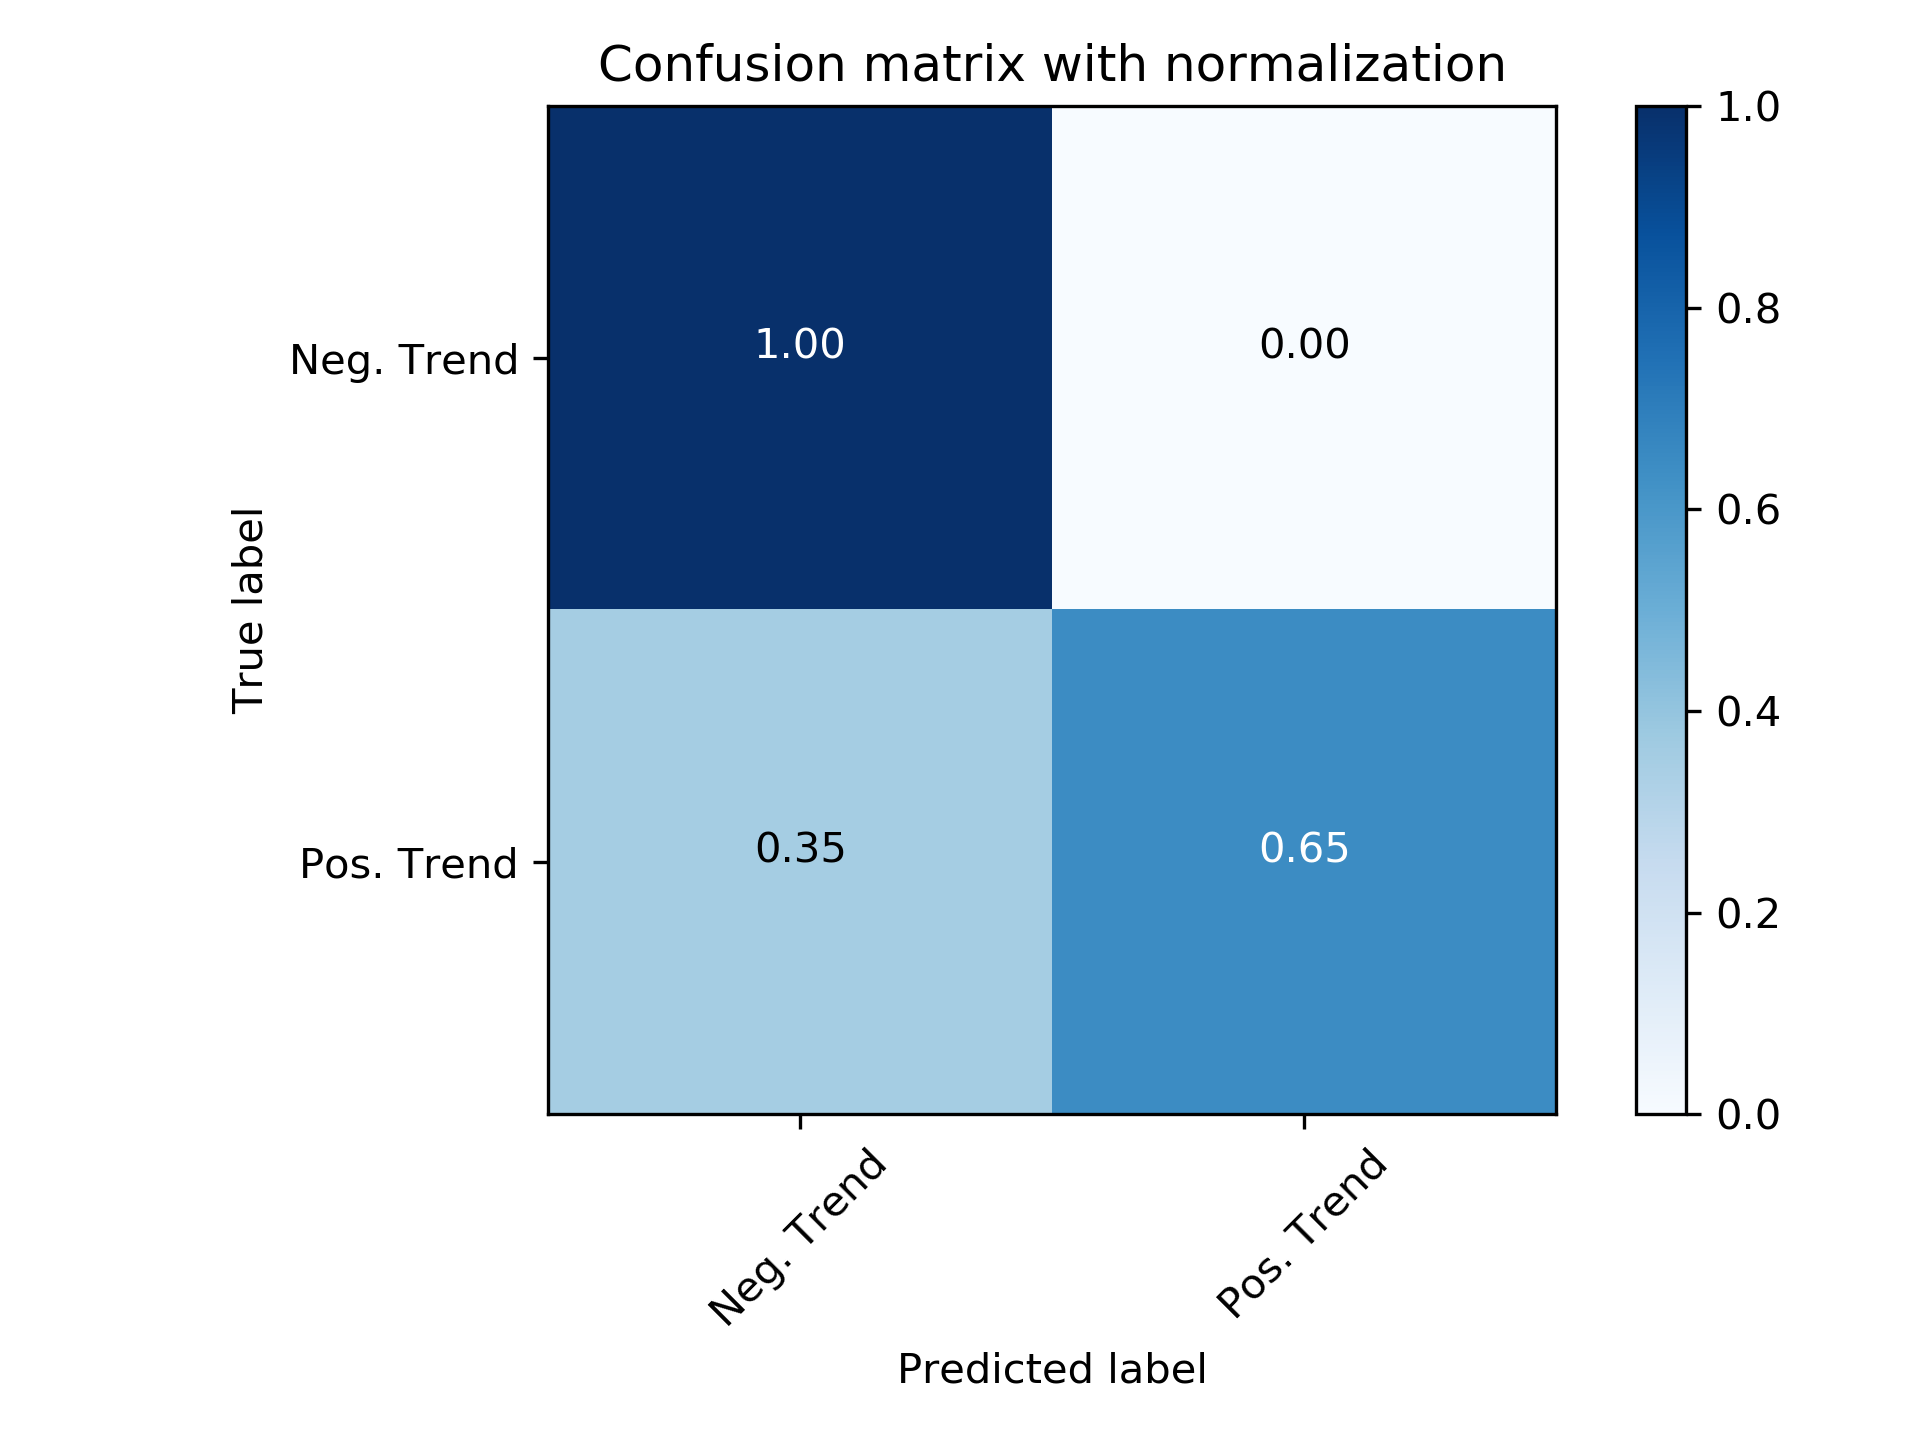 Confusion matrix with normalization
1.0
0.8
0.6
0.4
0.2
0.0
True label
Neg. Trend
1.00
0.00
Pos. Trend
0.35
0.65
Neg. Trend
Pos. Trend
Predicted label